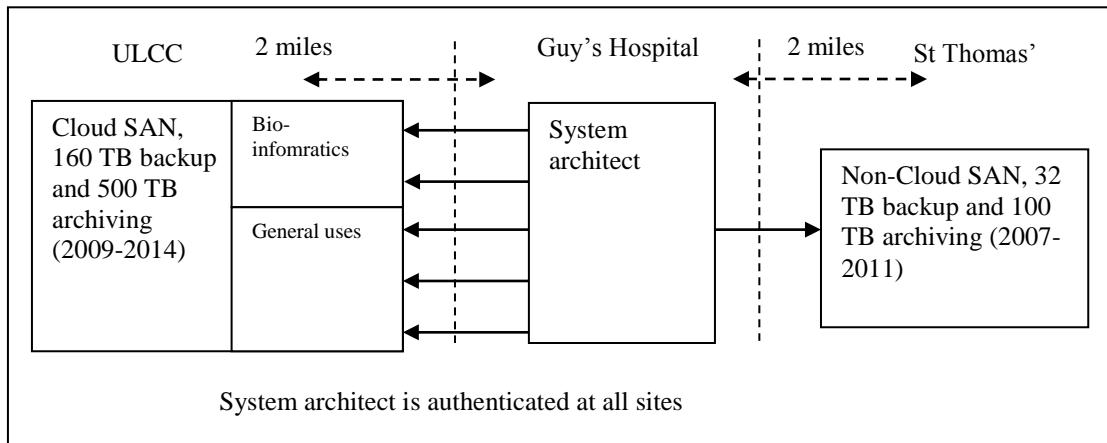 ULCC
2 miles
Guy's Hospital
2 miles
St Thomas'
Cloud SAN,
160 TB backup
and 500 TB
archiving
(2009-2014)
Bio-
infomratics
General uses
System
architect
Non-Cloud SAN, 32
TB backup and 100
TB archiving (2007-
2011)
System architect is authenticated at all sites